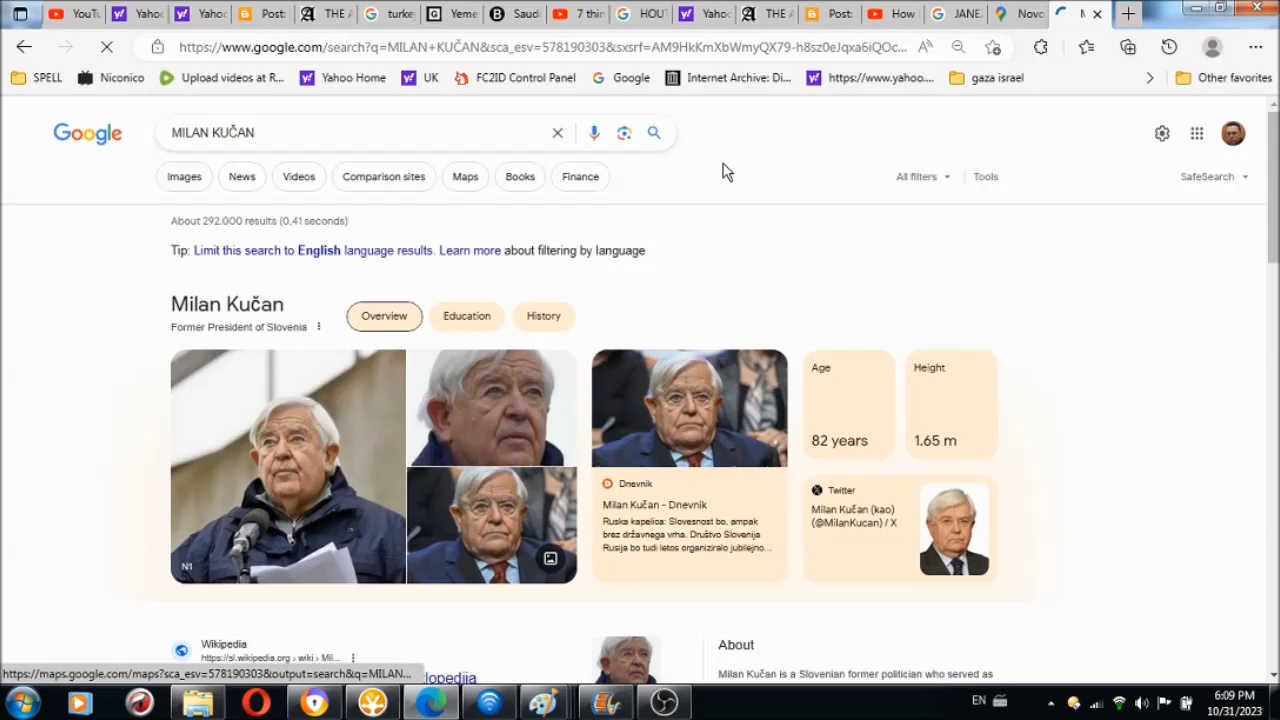 YouTu
Yahoo
Yahoo
Post:
THE A
turke
Yeme
Saudi
7 thin
HOU
Yahoo
THE A
Post:
How
JANE
Novo
https://www.google.com/search?q=MILAN+KUČAN&sca_esv=578190303&sxsrf=AM9HkKmXbWmyQX79-h8sz0eJqxa6iQOc...
SPELL
Niconico
Upload videos at R...
Yahoo Home
UK
FC2ID Control Panel
Google
Internet Archive: Di...
https://www.yahoo....
gaza israel
Other favorites
Google
MILAN KUČAN
Images
News
Videos
Comparison sites
Maps
Books
Finance
All filters
Tools
SafeSearch
About 292.000 results (0,41 seconds)
Tip: Limit this search to English language results. Learn more about filtering by language
Milan Kučan
Former President of Slovenia
Overview
Education
History
N1
Dnevnik
Milan Kučan - Dnevnik
Ruska kapelica: Slovesnost bo, ampak
brez državnega vrha. Društvo Slovenija
Rusija bo tudi letos organiziralo jubilejno...
Age
82 years
Height
1.65 m
Twitter
Milan Kučan (kao)
(@MilanKucan) / X
Wikipedia
https://sl.wikipedia.org › wiki › Mil...
lopedija
About
Milan Kučan is a Slovenian former politician who served as
https://maps.google.com/maps?sca_esv=578190303&output=search&q=MILAN...
EN
6:09 PM
10/31/2023